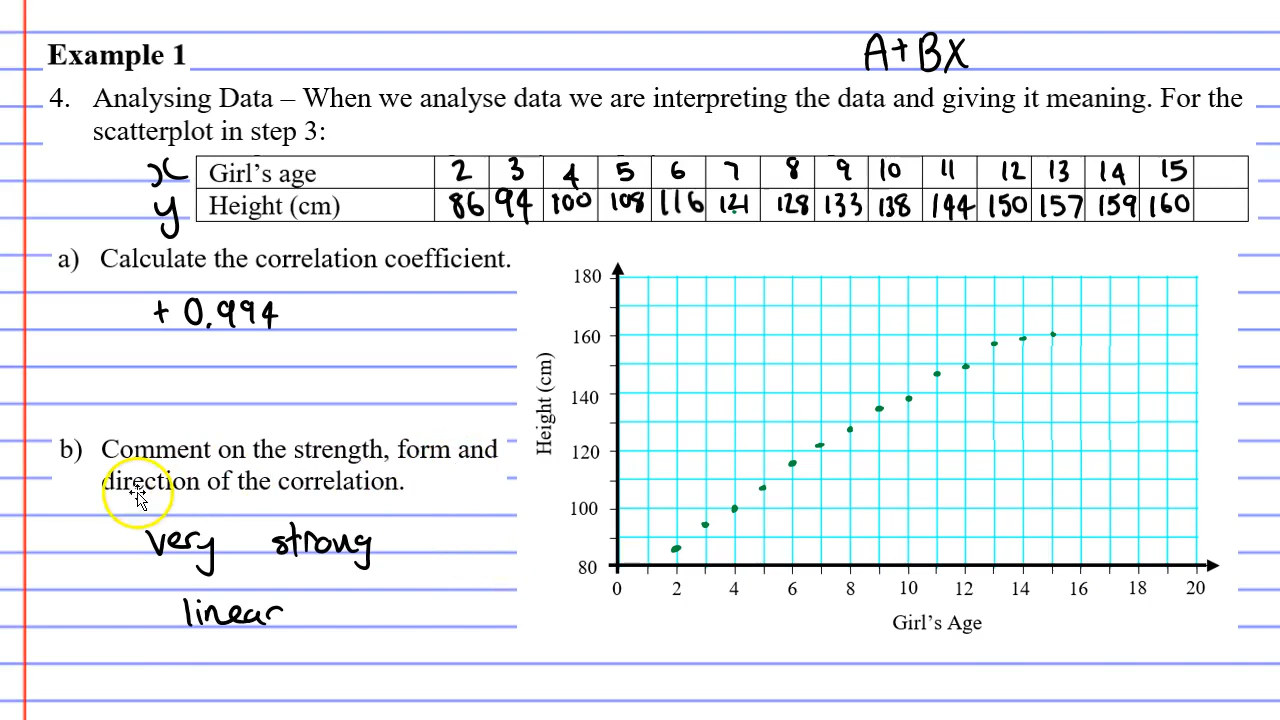 Example 1
A+BX
4. Analysing Data – When we analyse data we are interpreting the data and giving it meaning. For the
scatterplot in step 3:
x Girl's age 2 3 4 5 6 7 8 9 10 11 12 13 14 15
y Height (cm) 86 94 100 108 116 121 128 133 138 144 150 157 159 160
a) Calculate the correlation coefficient.
+ 0.994
b) Comment on the strength, form and
direction of the correlation.
very strong
linear
180
160
140
120
100
80
Height (cm)
0 2 4 6 8 10 12 14 16 18 20
Girl's Age